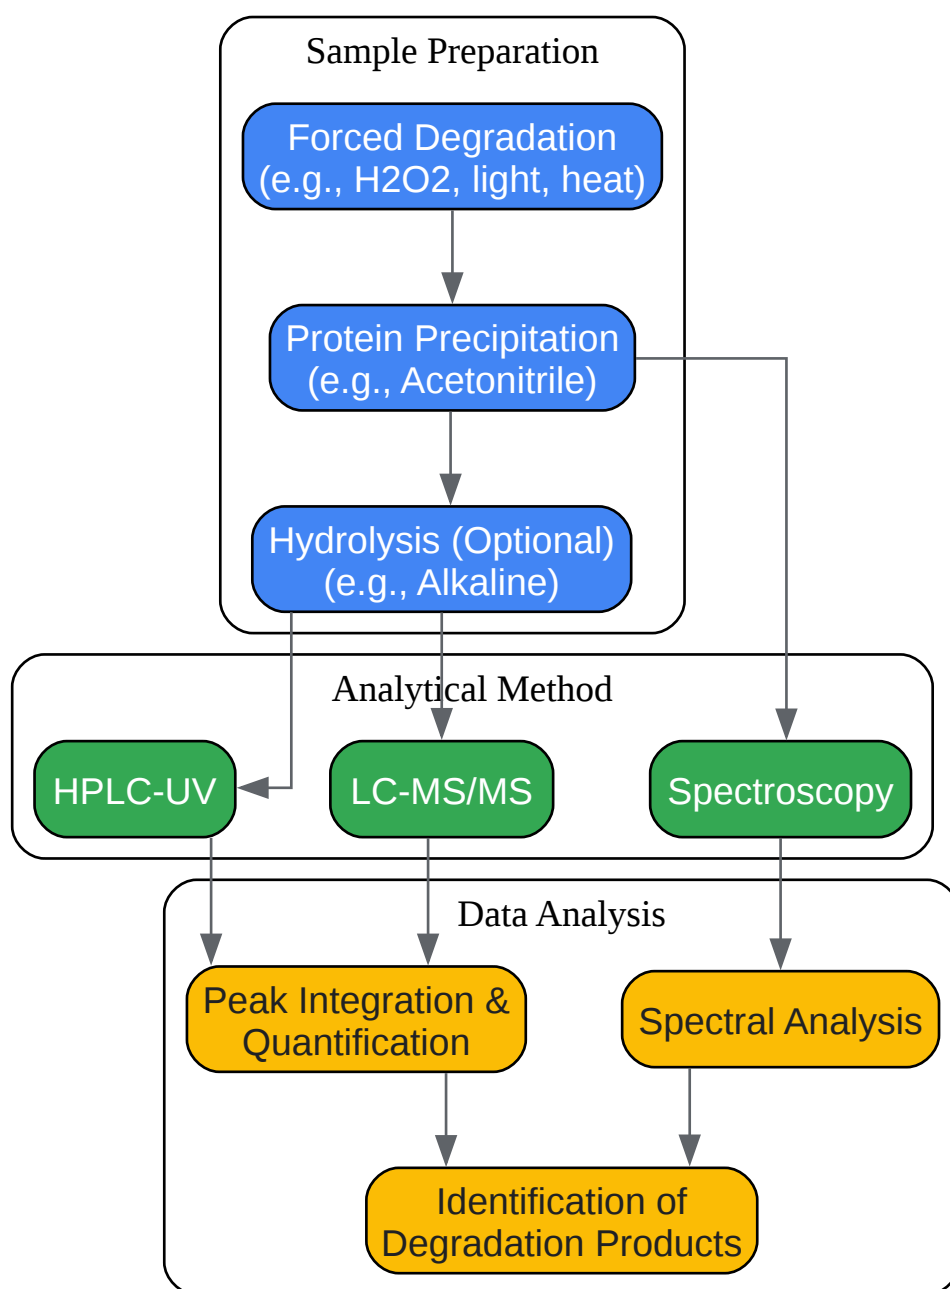 Sample Preparation
Forced Degradation
(e.g., H2O2, light, heat)
Protein Precipitation
(e.g., Acetonitrile)
Hydrolysis (Optional)
(e.g., Alkaline)
Analytical Method
HPLC-UV
LC-MS/MS
Spectroscopy
Data Analysis
Peak Integration &
Quantification
Spectral Analysis
Identification of
Degradation Products